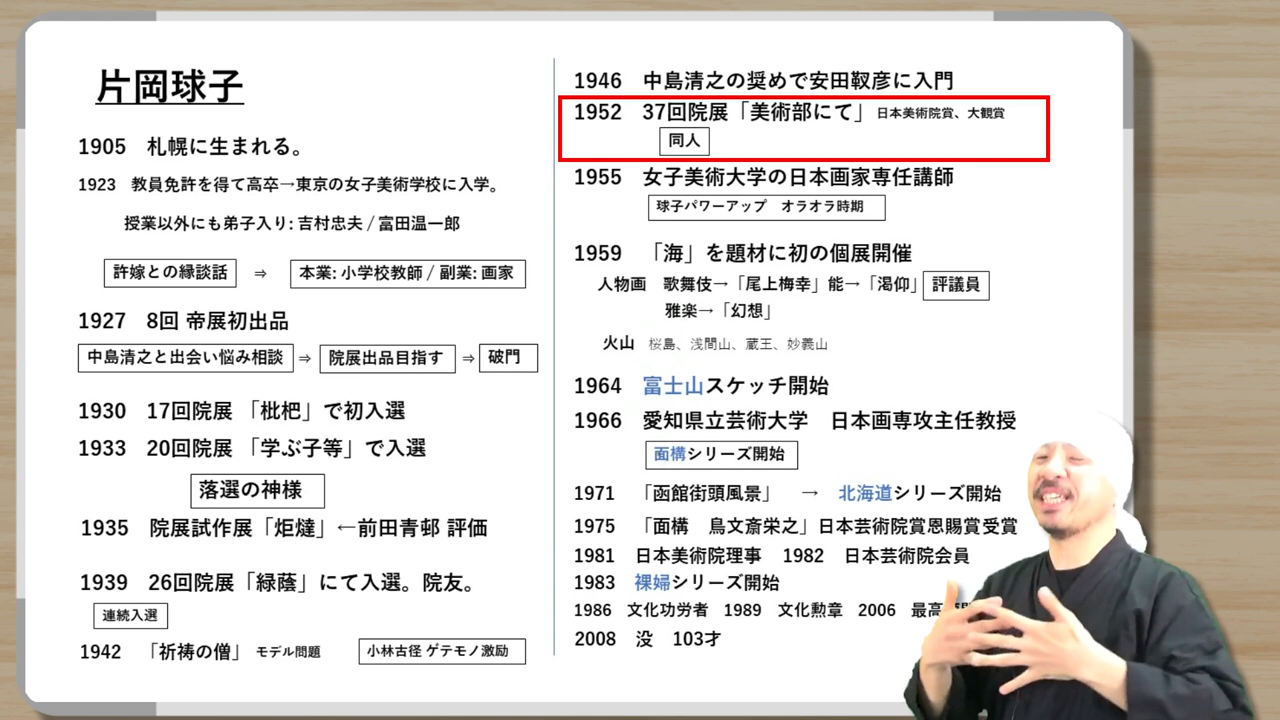 片岡球子
1905 札幌に生まれる。
1923 教員免許を得て高卒→東京の女子美術学校に入学。
授業以外にも弟子入り: 吉村忠夫 / 富田温一郎
許嫁との縁談話 ⇒ 本業: 小学校教師 / 副業: 画家
1927 8回 帝展初出品
中島清之と出会い悩み相談 ⇒ 院展出品目指す ⇒ 破門
1930 17回院展 「枇杷」で初入選
1933 20回院展 「学ぶ子等」で入選
落選の神様
1935 院展試作展「炬燵」←前田青邨 評価
1939 26回院展「緑蔭」にて入選。院友。
連続入選
1942 「祈祷の僧」 モデル問題 小林古径 ゲテモノ激励
1946 中島清之の奨めで安田靫彦に入門
1952 37回院展「美術部にて」 日本美術院賞、大観賞
同人
1955 女子美術大学の日本画家専任講師
球子パワーアップ オラオラ時期
1959 「海」を題材に初の個展開催
人物画 歌舞伎→「尾上梅幸」能→「渇仰」 評議員
雅楽→「幻想」
火山 桜島、浅間山、蔵王、妙義山
1964 富士山スケッチ開始
1966 愛知県立芸術大学 日本画専攻主任教授
面構シリーズ開始
1971 「函館街頭風景」 → 北海道シリーズ開始
1975 「面構 鳥文斎栄之」日本芸術院賞恩賜賞受賞
1981 日本美術院理事 1982 日本芸術院会員
1983 裸婦シリーズ開始
1986 文化功労者 1989 文化勲章 2006 最高
2008 没 103才